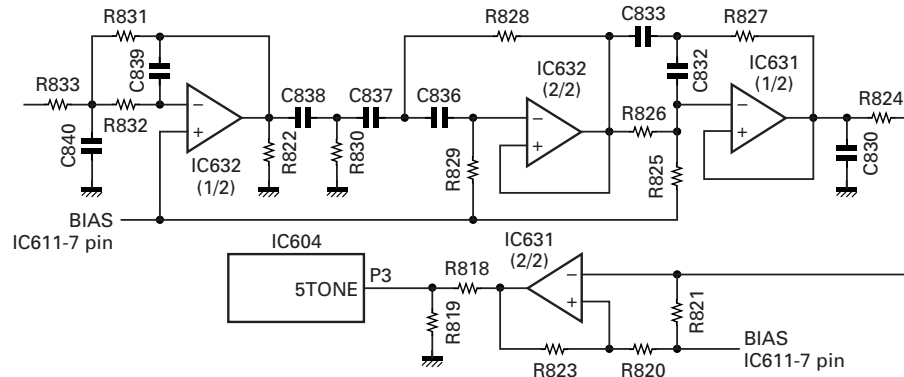 R831
R828
C833
R827
C839
IC632
(2/2)
C832
IC631
(1/2)
R833
R832
C838
C837
C836
R826
R824
C840
IC632
(1/2)
R822
R830
R829
R825
C830
BIAS
IC611-7 pin
IC604
5TONE
P3
R818
R819
IC631
(2/2)
R821
R823
R820
BIAS
IC611-7 pin
−
+
−
+
−
+
−
+